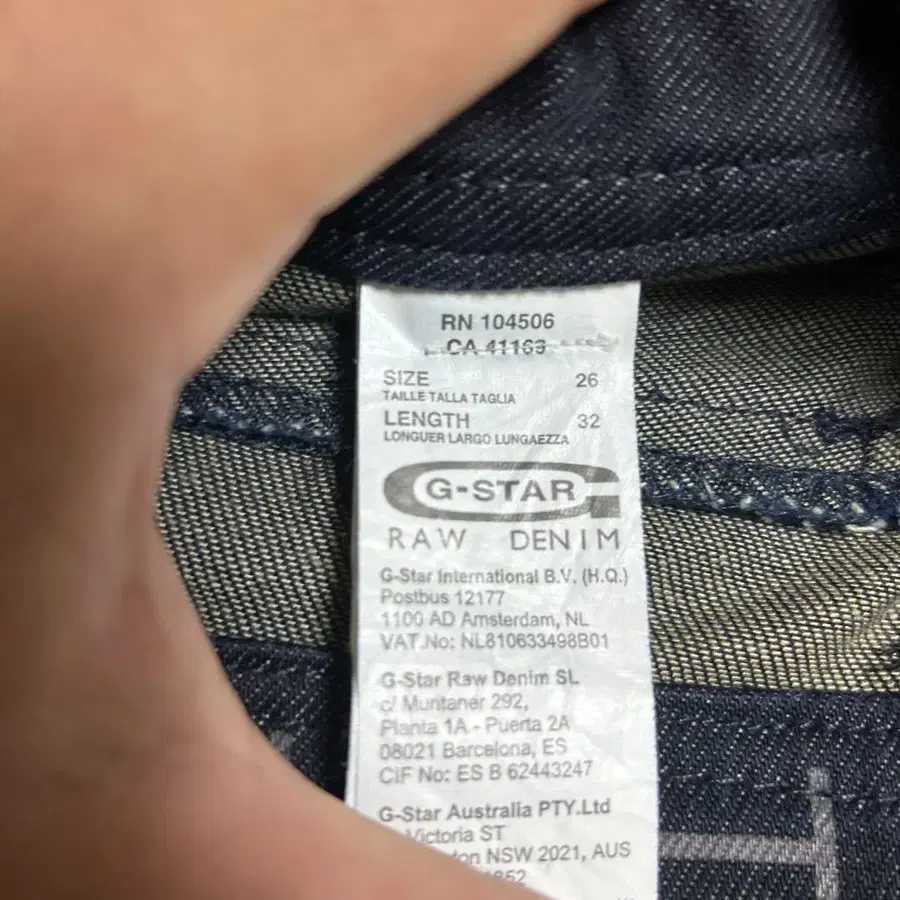 RN 104506
CA 41163
SIZE 26
TAILLE TALLA TAGLIA
LENGTH 32
LONGUER LARGO LUNGAEZZA
G-STAR
RAW DENIM
G-Star International B.V. (H.Q.)
Postbus 12177
1100 AD Amsterdam, NL
VAT.No: NL810633498B01
G-Star Raw Denim SL
c/ Muntaner 292,
Planta 1A - Puerta 2A
08021 Barcelona, ES
CIF No: ES B 62443247
G-Star Australia PTY.Ltd
Victoria ST
NSW 2021, AUS